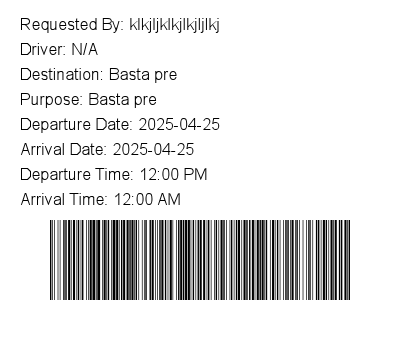 Requested By: klkjljklkjlkjljlkj
Driver: N/A
Destination: Basta pre
Purpose: Basta pre
Departure Date: 2025-04-25
Arrival Date: 2025-04-25
Departure Time: 12:00 PM
Arrival Time: 12:00 AM